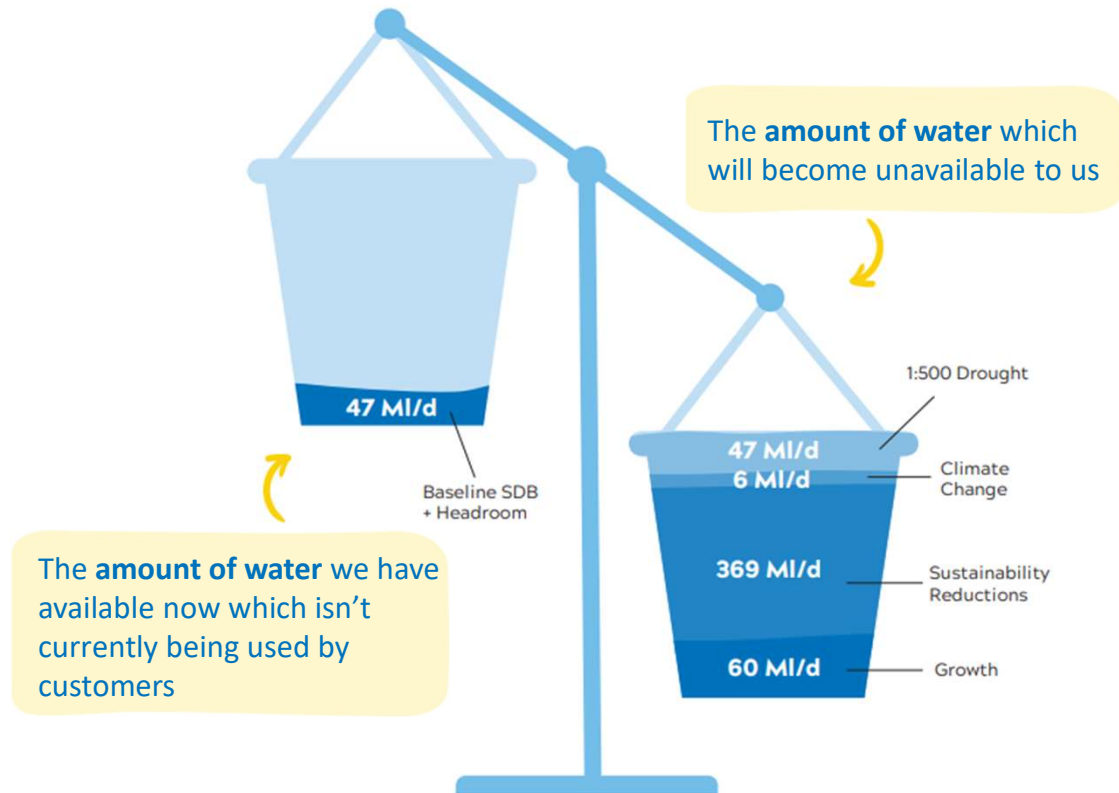 The amount of water which
will become unavailable to us
47 Ml/d
Baseline SDB
+ Headroom
The amount of water we have
available now which isn’t
currently being used by
customers
1:500 Drought
47 Ml/d
Climate
Change
6 Ml/d
369 Ml/d
Sustainability
Reductions
60 Ml/d
Growth